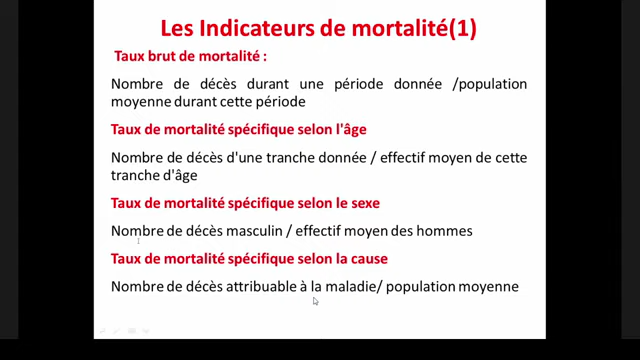 Les Indicateurs de mortalité(1)
Taux brut de mortalité :
Nombre de décès durant une période donnée /population
moyenne durant cette période
Taux de mortalité spécifique selon l'âge
Nombre de décès d'une tranche donnée / effectif moyen de cette
tranche d'âge
Taux de mortalité spécifique selon le sexe
Nombre de décès masculin / effectif moyen des hommes
Taux de mortalité spécifique selon la cause
Nombre de décès attribuable à la maladie/ population moyenne